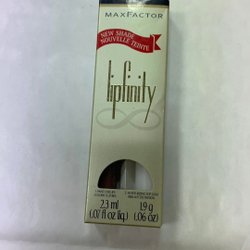 MAXFACTOR
NEW SHADE
NOUVELLE TEINTE
lipfinity
2.3 ml
(.07 fl oz liq.)
1.9 g
(.06 oz)